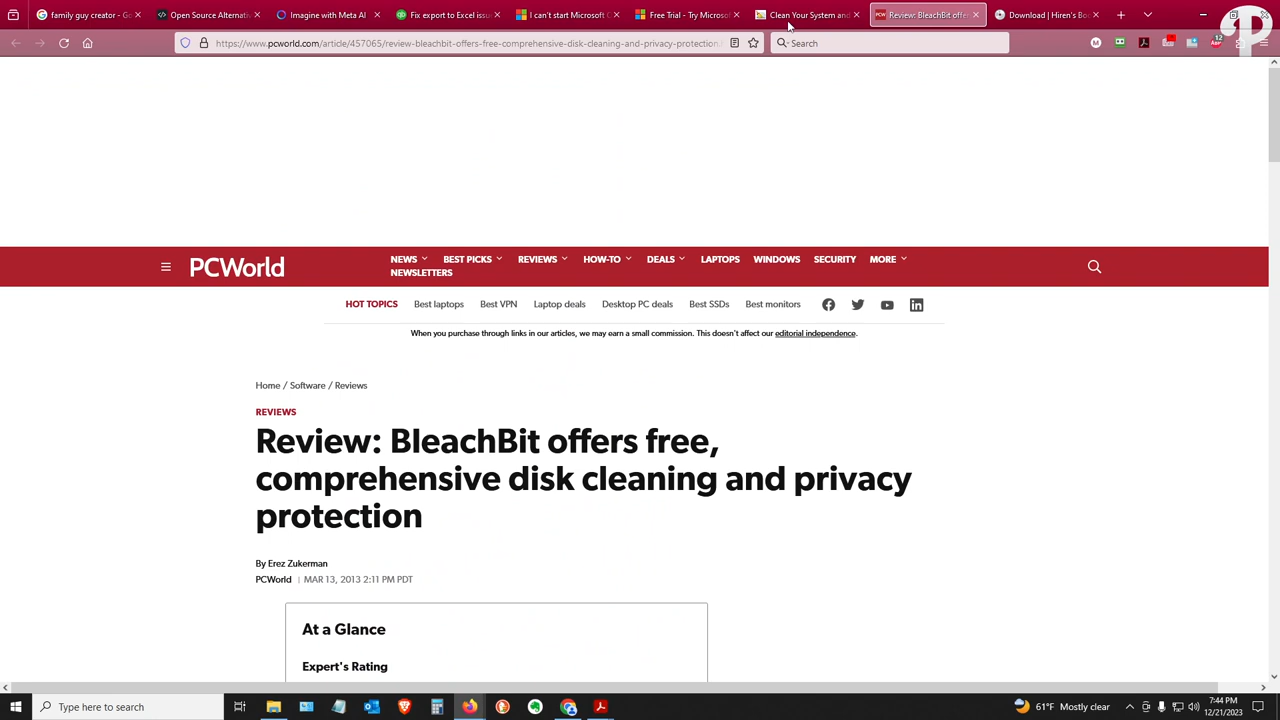 family guy creator - Go
Open Source Alternativ
Imagine with Meta AI
Fix export to Excel issu
I can't start Microsoft O
Free Trial - Try Microsof
Clean Your System and
Review: BleachBit offer
Download | Hiren's Boo
https://www.pcworld.com/article/457065/review-bleachbit-offers-free-comprehensive-disk-cleaning-and-privacy-protection.
Search
12
PCWorld
NEWS
BEST PICKS
REVIEWS
HOW-TO
DEALS
LAPTOPS
WINDOWS
SECURITY
MORE
NEWSLETTERS
HOT TOPICS
Best laptops
Best VPN
Laptop deals
Desktop PC deals
Best SSDs
Best monitors
When you purchase through links in our articles, we may earn a small commission. This doesn't affect our editorial independence.
Home / Software / Reviews
REVIEWS
Review: BleachBit offers free,
comprehensive disk cleaning and privacy
protection
By Erez Zukerman
PCWorld | MAR 13, 2013 2:11 PM PDT
At a Glance
Expert's Rating
Type here to search
61°F Mostly clear
7:44 PM
12/21/2023